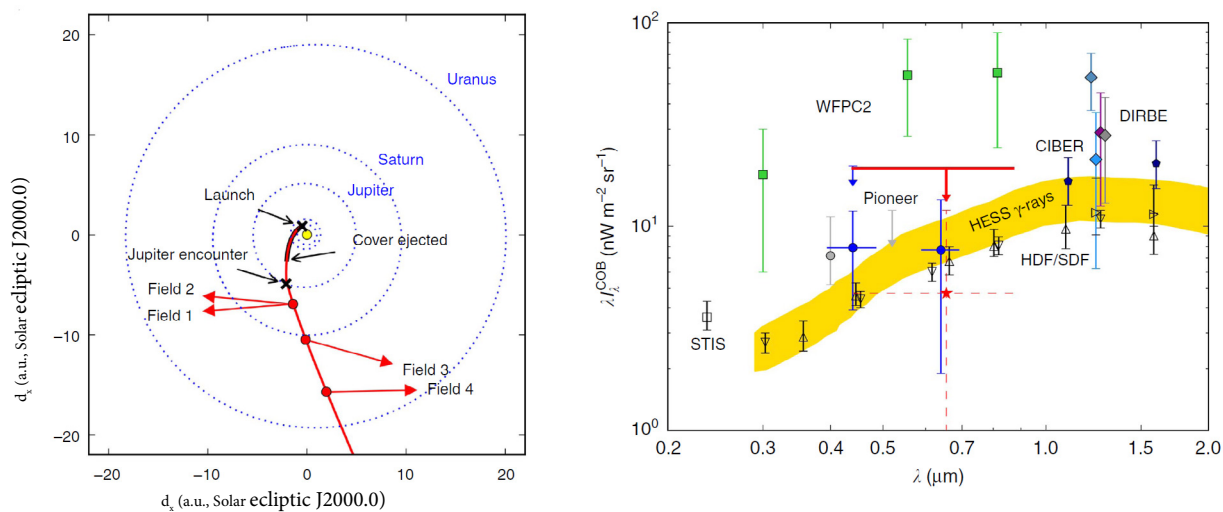 20
10
0
−10
−20
−20
−10
0
10
20
d_x (a.u., Solar ecliptic J2000.0)
d_x (a.u., Solar ecliptic J2000.0)
Uranus
Saturn
Jupiter
Launch
Cover ejected
Jupiter encounter
Field 2
Field 1
Field 3
Field 4
10²
10¹
10⁰
0.2
0.3
0.4
0.5
0.7
1.0
1.5
2.0
λI_λ^COB (nW m⁻² sr⁻¹)
λ (μm)
WFPC2
DIRBE
CIBER
Pioneer
HESS γ-rays
HDF/SDF
STIS